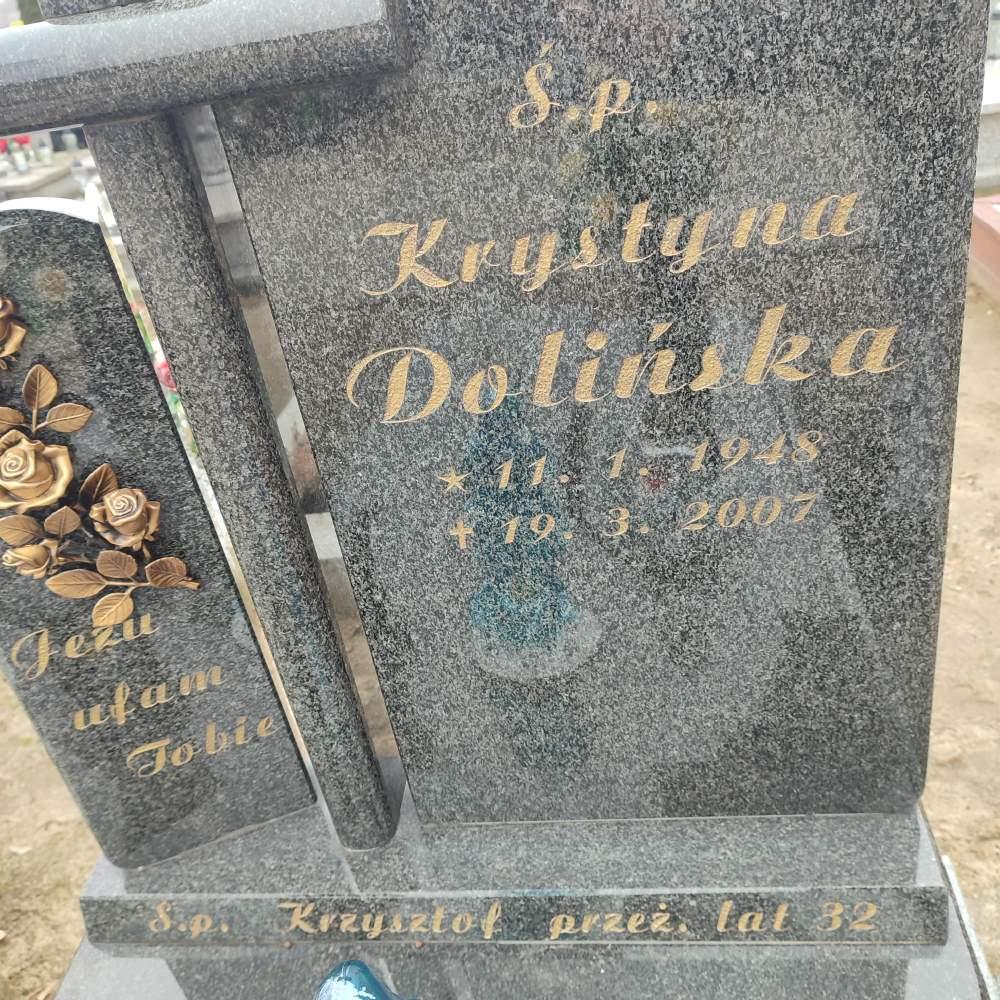 Ś.p.
Krystyna
Dolińska
★ 11. 1. 1948
+ 19. 3. 2007
Jezu
ufam
Tobie
Ś.p. Krzysztof przeż. lat 32